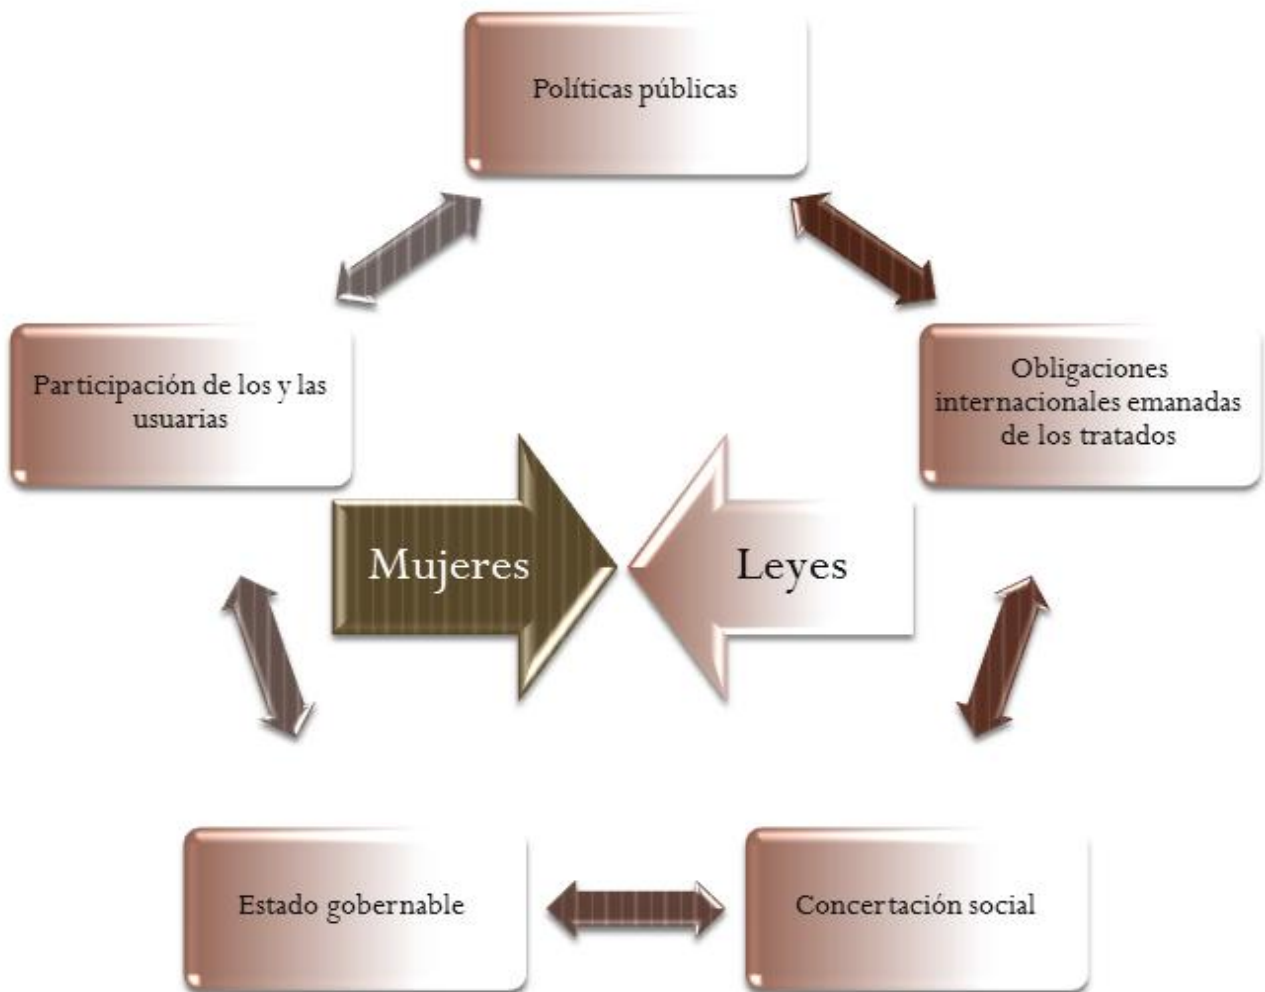 Políticas públicas
Participación de los y las
usuarias
Obligaciones
internacionales emanadas
de los tratados
Mujeres
Leyes
Estado gobernable
Concertación social